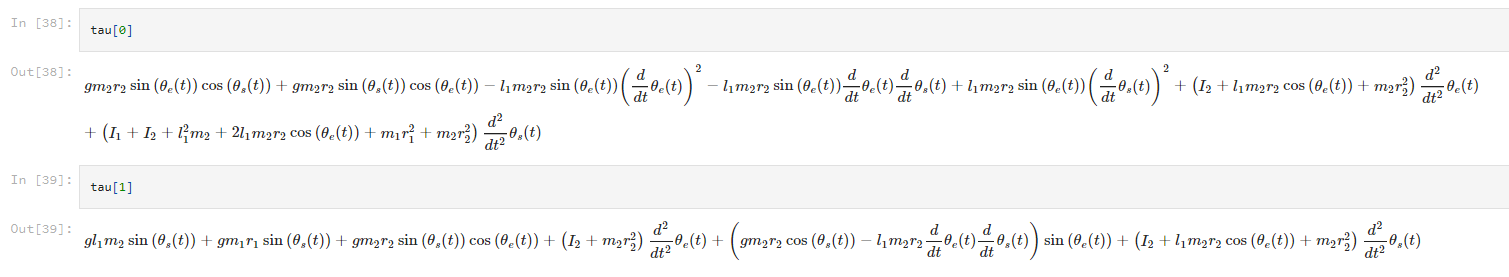 In [38]: tau[0]
Out[38]: gm₂r₂ sin (θₑ(t)) cos (θₛ(t)) + gm₂r₂ sin (θₛ(t)) cos (θₑ(t)) − l₁m₂r₂ sin (θₑ(t)) (d/dt θₑ(t))² − l₁m₂r₂ sin (θₑ(t)) d/dt θₑ(t) d/dt θₛ(t) + l₁m₂r₂ sin (θₑ(t)) (d/dt θₛ(t))² + (I₂ + l₁m₂r₂ cos (θₑ(t)) + m₂r₂²) d²/dt² θₑ(t)
+ (I₁ + I₂ + l₁²m₂ + 2l₁m₂r₂ cos (θₑ(t)) + m₁r₁² + m₂r₂²) d²/dt² θₛ(t)
In [39]: tau[1]
Out[39]: gl₁m₂ sin (θₛ(t)) + gm₁r₁ sin (θₛ(t)) + gm₂r₂ sin (θₛ(t)) cos (θₑ(t)) + (I₂ + m₂r₂²) d²/dt² θₑ(t) + (gm₂r₂ cos (θₛ(t)) − l₁m₂r₂ d/dt θₑ(t) d/dt θₛ(t)) sin (θₑ(t)) + (I₂ + l₁m₂r₂ cos (θₑ(t)) + m₂r₂²) d²/dt² θₛ(t)